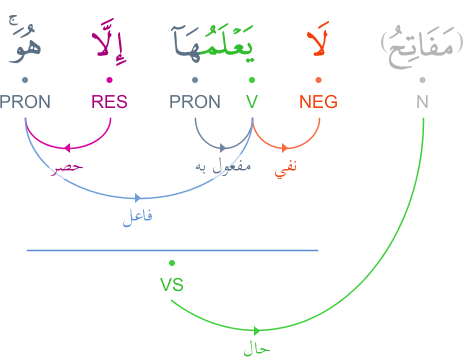 (مَفَاتِحُ) لَا يَعْلَمُهَآ إِلَّا هُوَ ۚ
N NEG V PRON RES PRON
نفي مفعول به حصر
فاعل
VS
حال